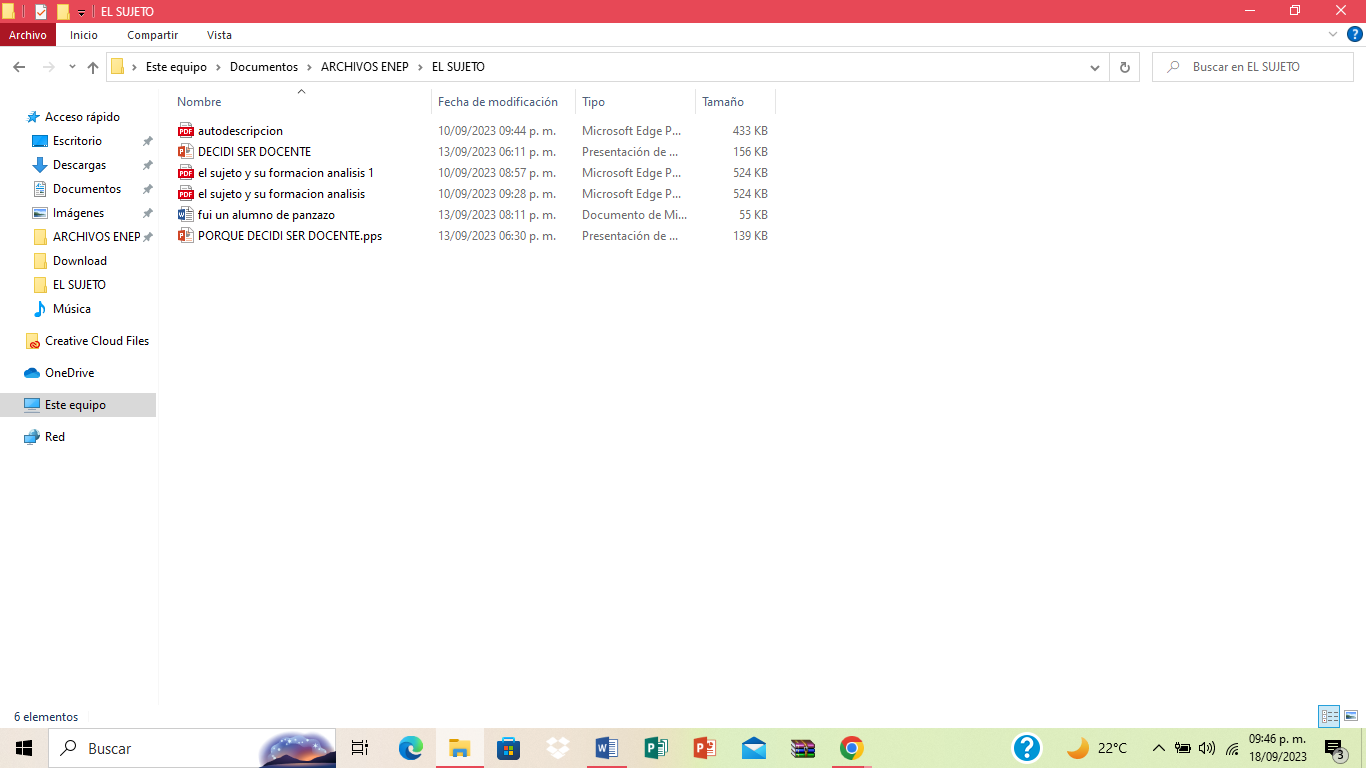 EL SUJETO
Archivo Inicio Compartir Vista
Este equipo Documentos ARCHIVOS ENEP EL SUJETO
Buscar en EL SUJETO
Nombre Fecha de modificación Tipo Tamaño
Acceso rápido
Escritorio
Descargas
Documentos
Imágenes
ARCHIVOS ENEP
Download
EL SUJETO
Música
Creative Cloud Files
OneDrive
Este equipo
Red
autodescripcion 10/09/2023 09:44 p. m. Microsoft Edge P... 433 KB
DECIDI SER DOCENTE 13/09/2023 06:11 p. m. Presentación de ... 156 KB
el sujeto y su formacion analisis 1 10/09/2023 08:57 p. m. Microsoft Edge P... 524 KB
el sujeto y su formacion analisis 10/09/2023 09:28 p. m. Microsoft Edge P... 524 KB
fui un alumno de panzazo 13/09/2023 08:11 p. m. Documento de Mi... 55 KB
PORQUE DECIDI SER DOCENTE.pps 13/09/2023 06:30 p. m. Presentación de ... 139 KB
6 elementos
Buscar
22°C
09:46 p. m.
18/09/2023
3